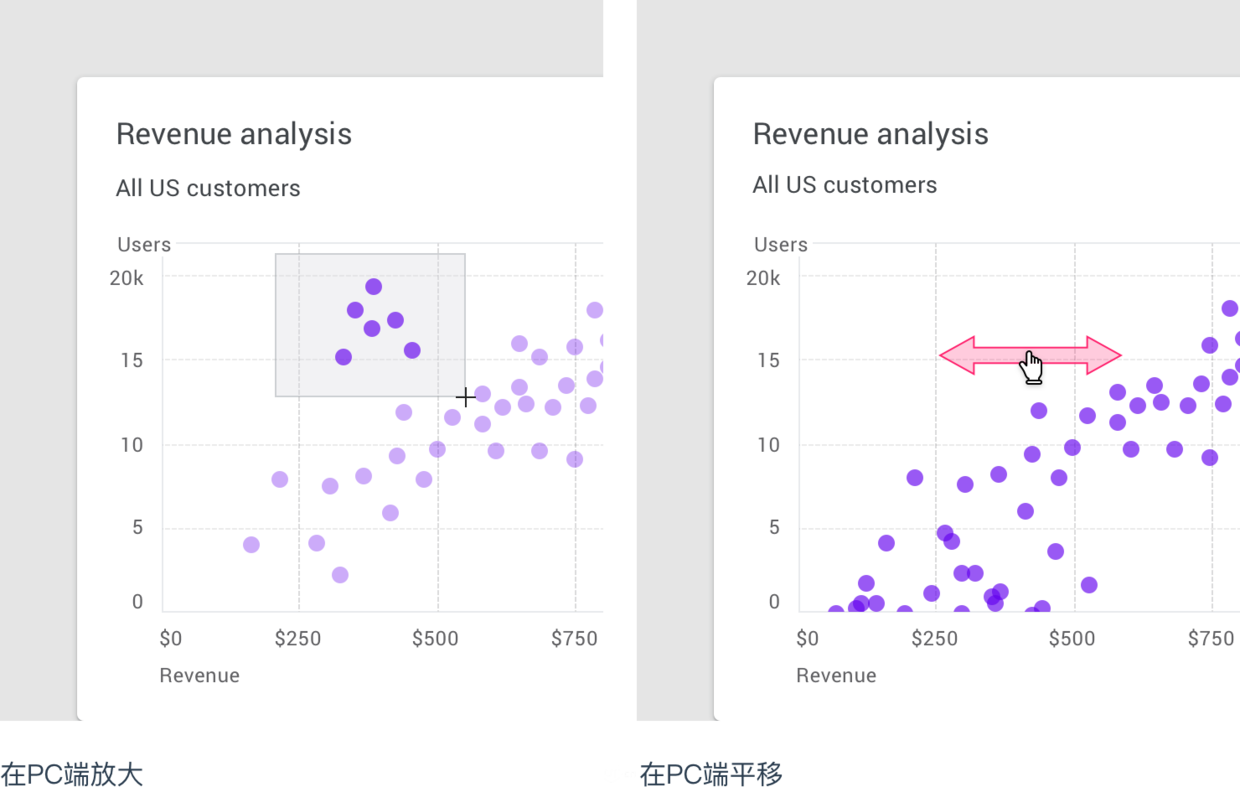 Revenue analysis
All US customers
Users
20k
15
10
5
0
$0
$250
$500
$750
Revenue
在PC端放大
Revenue analysis
All US customers
Users
20k
15
10
5
0
$0
$250
$500
$750
Revenue
在PC端平移